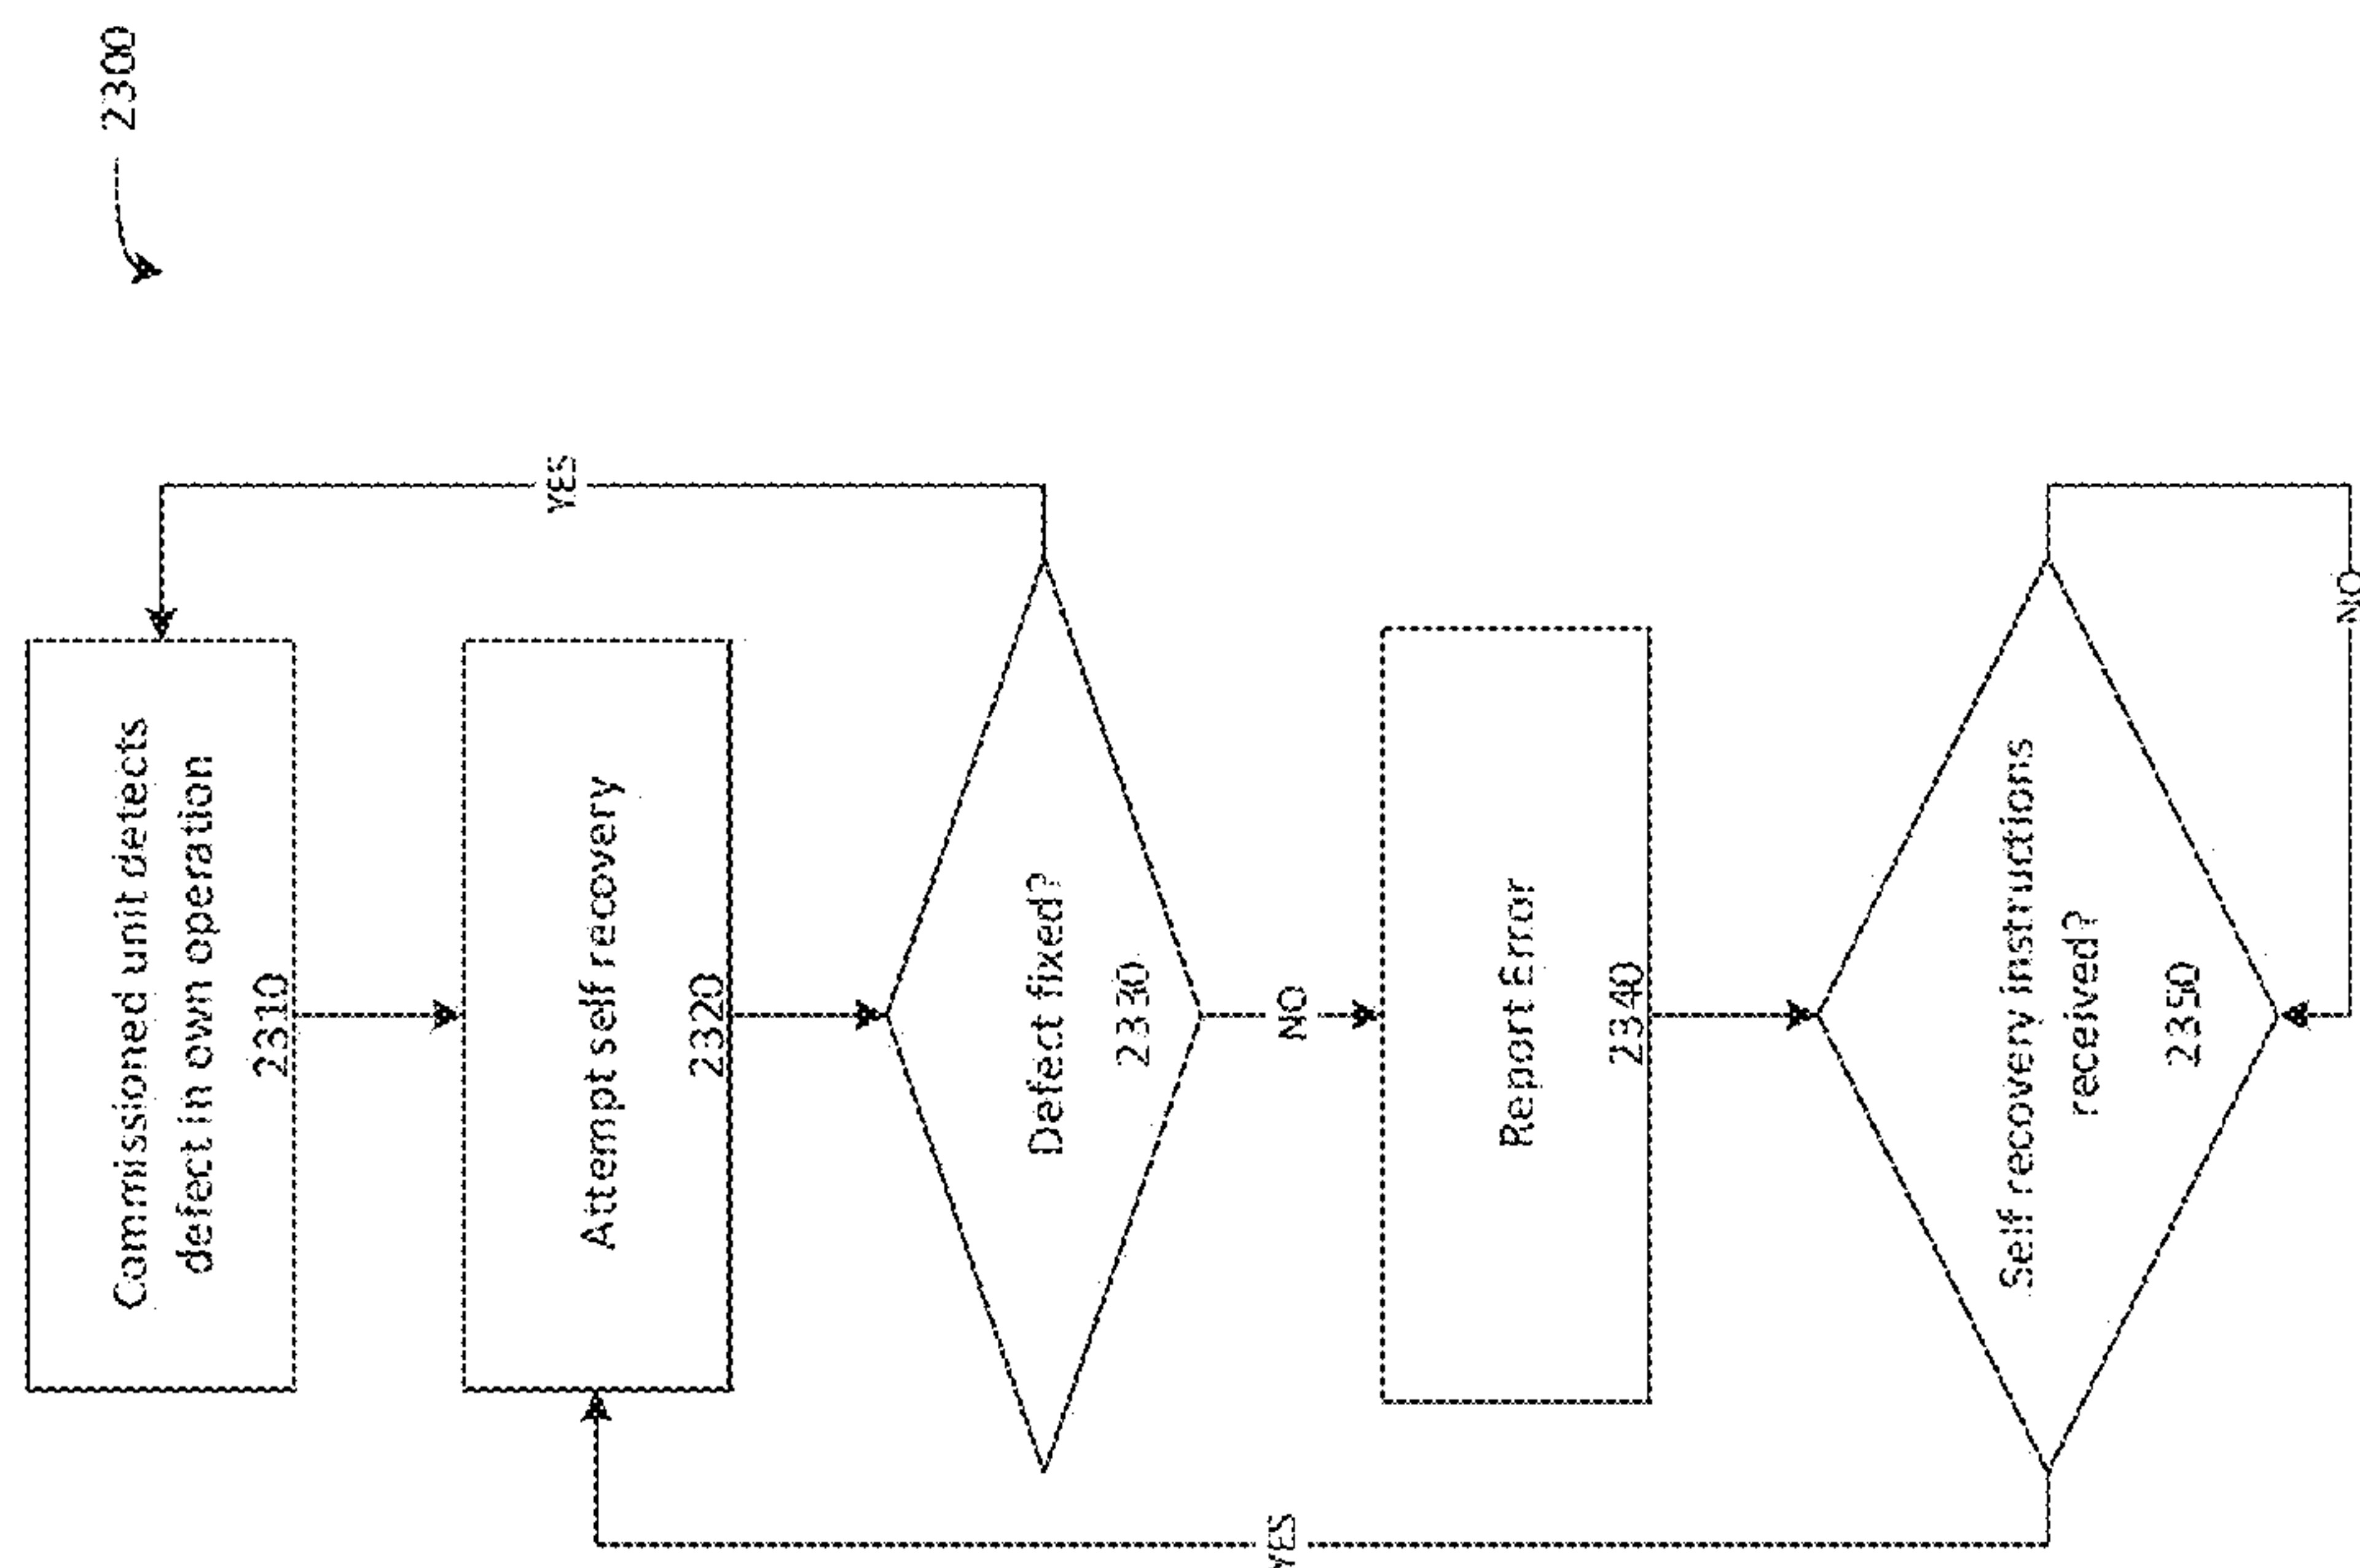 2300
Commissioned unit detects
defect in own operation
2310
YES
Attempt self recovery
2320
Defect fixed?
2330
NO
Report Error
2340
Self recovery instructions
received?
2350
YES
NO